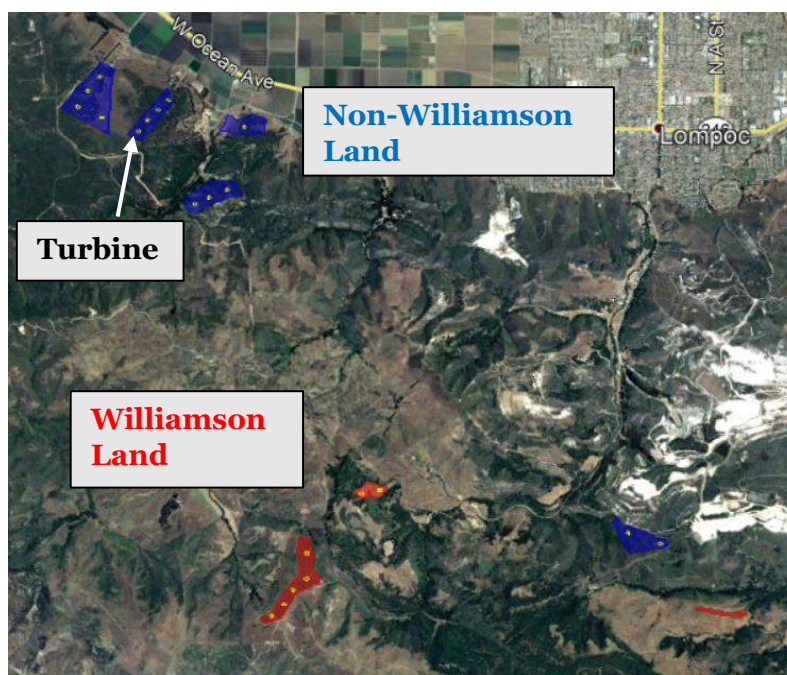 W Ocean Ave
N A St
Non-Williamson
Land
Lompoc
Turbine
Williamson
Land